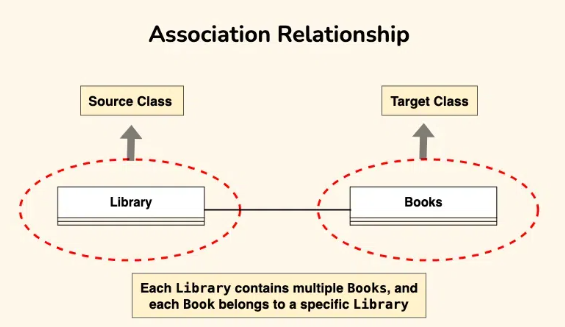 Association Relationship
Source Class
Target Class
Library
Books
Each Library contains multiple Books, and
each Book belongs to a specific Library